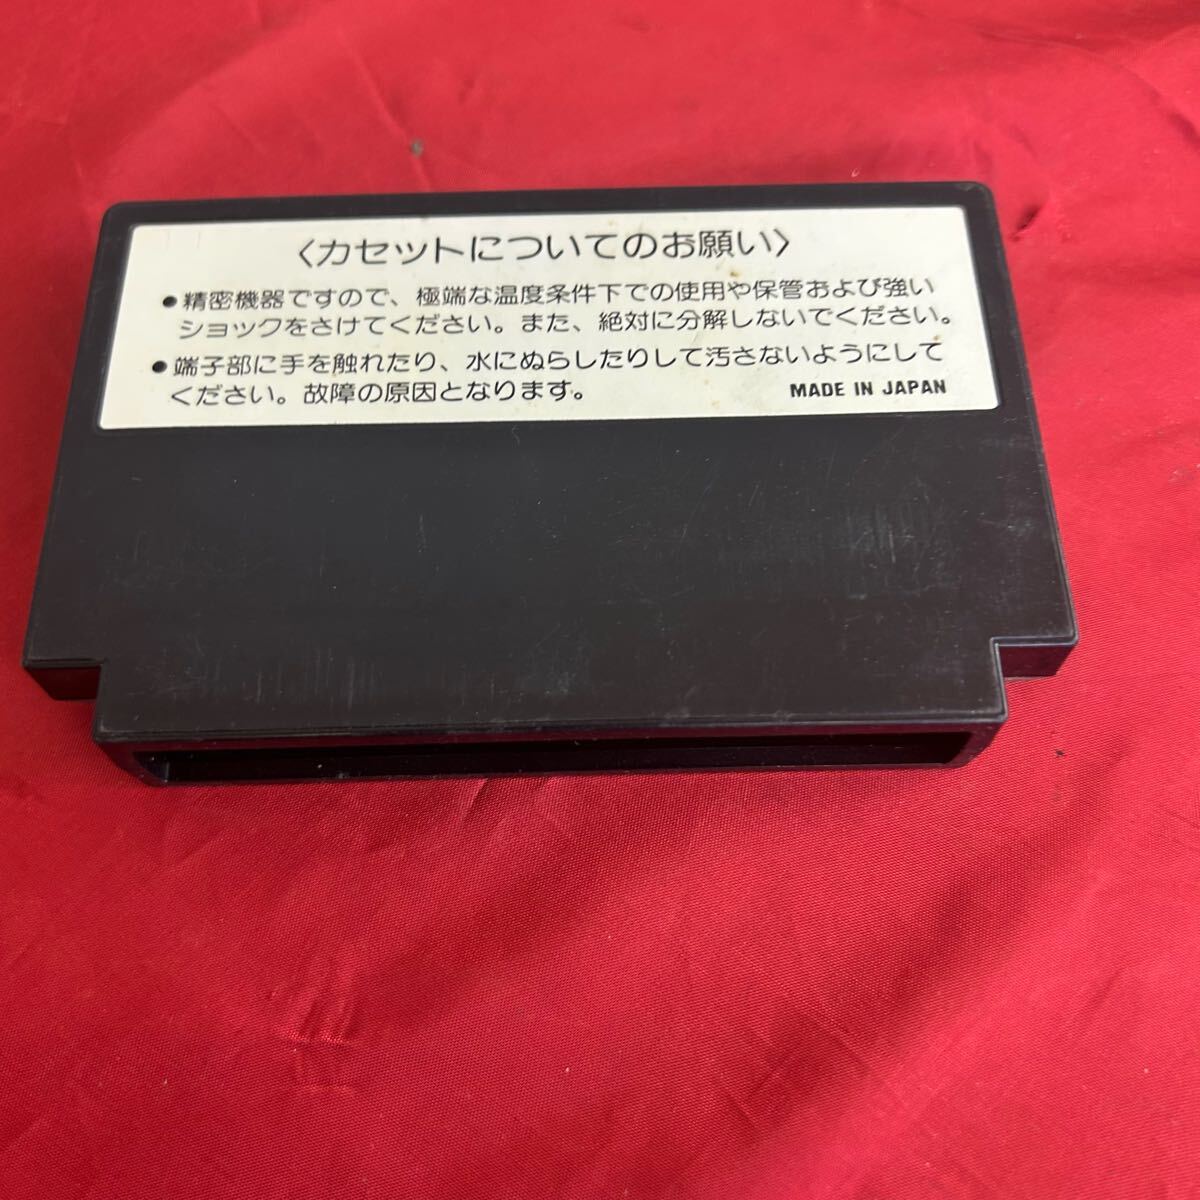 〈カセットについてのお願い〉
●精密機器ですので、極端な温度条件下での使用や保管および強い
ショックをさけてください。また、絶対に分解しないでください。
●端子部に手を触れたり、水にぬらしたりして汚さないようにして
ください。故障の原因となります。
MADE IN JAPAN